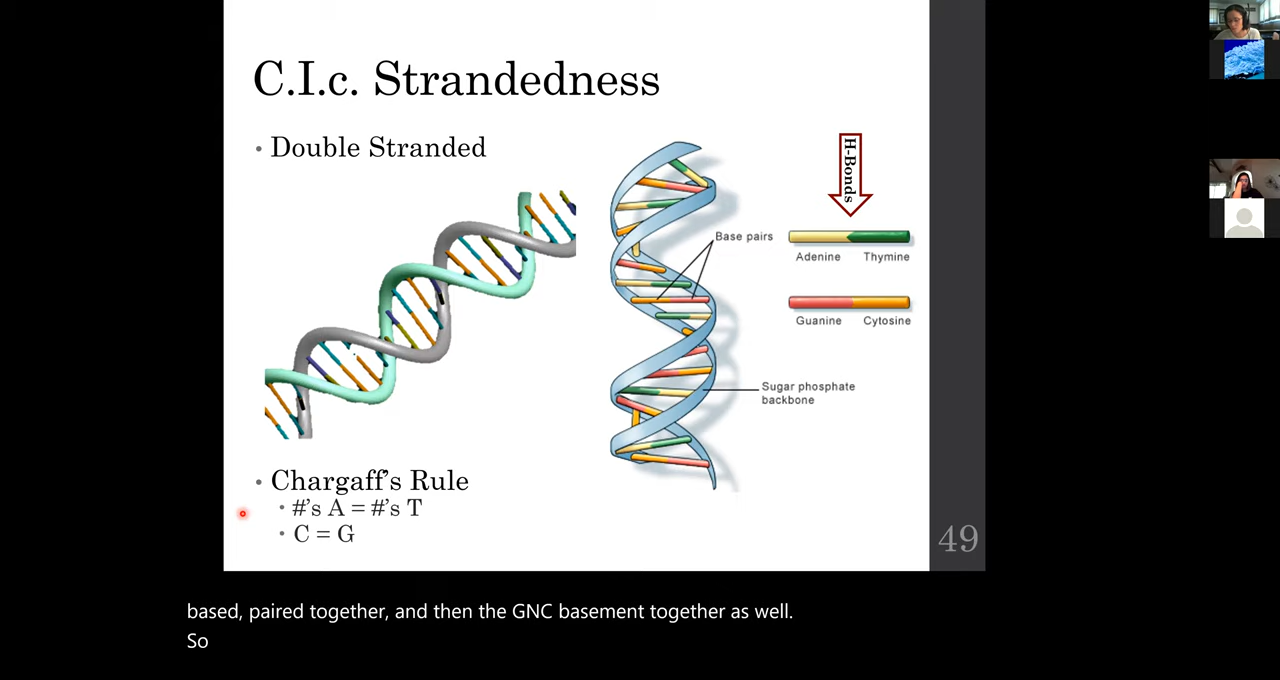 C.I.c. Strandedness
• Double Stranded
H-Bonds
Base pairs
Adenine Thymine
Guanine Cytosine
Sugar phosphate
backbone
• Chargaff’s Rule
• #’s A = #’s T
• C = G
49
based, paired together, and then the GNC basement together as well.
So